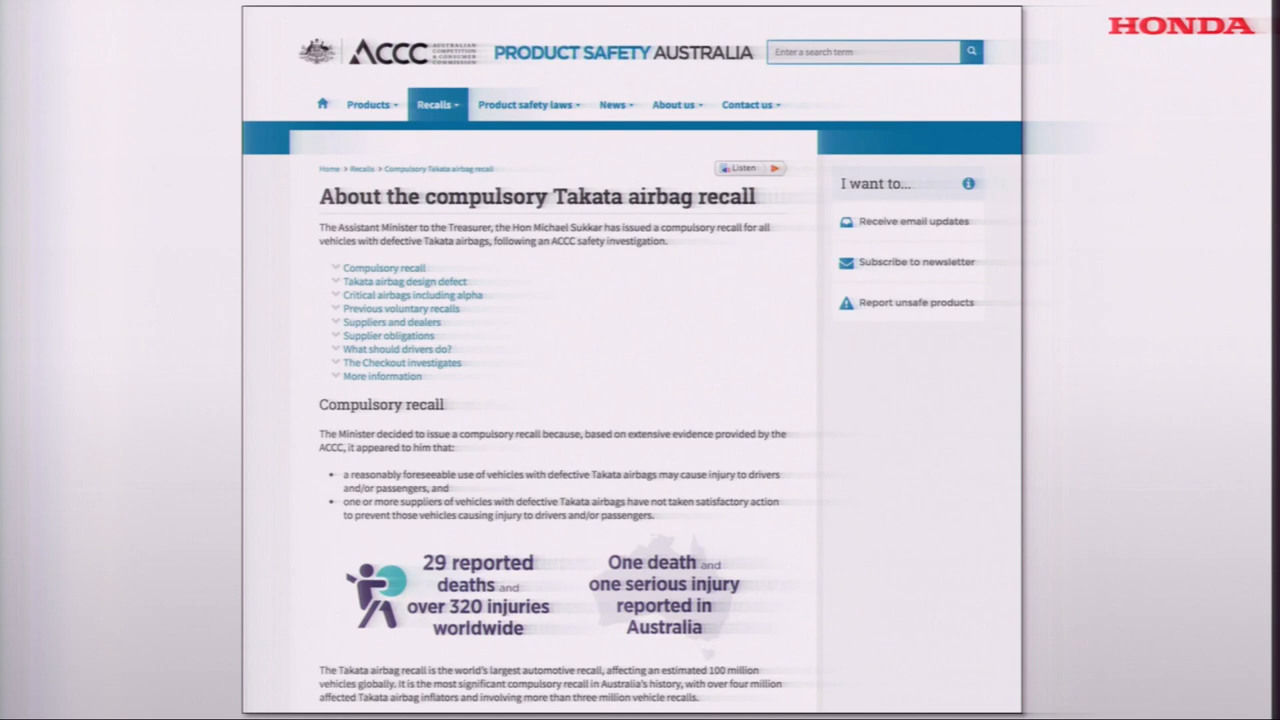 HONDA
ACCC AUSTRALIAN COMPETITION & CONSUMER COMMISSION
PRODUCT SAFETY AUSTRALIA
Enter a search term
Products
Recalls
Product safety laws
News
About us
Contact us
Home > Recalls > Compulsory Takata airbag recall
Listen
About the compulsory Takata airbag recall
The Assistant Minister to the Treasurer, the Hon Michael Sukkar has issued a compulsory recall for all
vehicles with defective Takata airbags, following an ACCC safety investigation.
Compulsory recall
Takata airbag design defect
Critical airbags including alpha
Previous voluntary recalls
Suppliers and dealers
Supplier obligations
What should drivers do?
The Checkout investigates
More information
Compulsory recall
The Minister decided to issue a compulsory recall because, based on extensive evidence provided by the
ACCC, it appeared to him that:
• a reasonably foreseeable use of vehicles with defective Takata airbags may cause injury to drivers
and/or passengers, and
• one or more suppliers of vehicles with defective Takata airbags have not taken satisfactory action
to prevent those vehicles causing injury to drivers and/or passengers.
29 reported
deaths and
over 320 injuries
worldwide
One death and
one serious injury
reported in
Australia
The Takata airbag recall is the world's largest automotive recall, affecting an estimated 100 million
vehicles globally. It is the most significant compulsory recall in Australia's history, with over four million
affected Takata airbag inflators and involving more than three million vehicle recalls.
I want to...
Receive email updates
Subscribe to newsletter
Report unsafe products